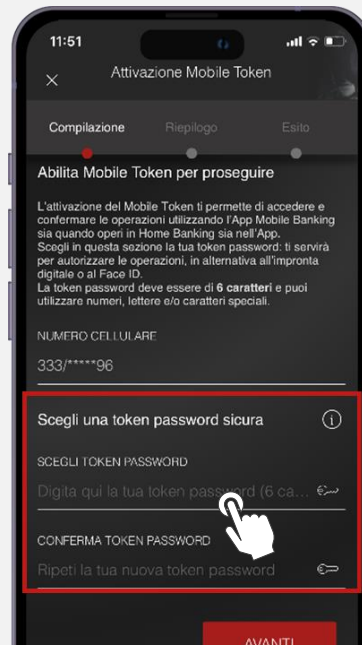 11:51
Attivazione Mobile Token
Compilazione Riepilogo Esito
Abilita Mobile Token per proseguire
L'attivazione del Mobile Token ti permette di accedere e
confermare le operazioni utilizzando l'App Mobile Banking
sia quando operi in Home Banking sia nell'App.
Scegli in questa sezione la tua token password: ti servirà
per autorizzare le operazioni, in alternativa all'impronta
digitale o al Face ID.
La token password deve essere di 6 caratteri e puoi
utilizzare numeri, lettere e/o caratteri speciali.
NUMERO CELLULARE
333/*****96
Scegli una token password sicura
SCEGLI TOKEN PASSWORD
Digita qui la tua token password (6 ca...
CONFERMA TOKEN PASSWORD
Ripeti la tua nuova token password
AVANTI